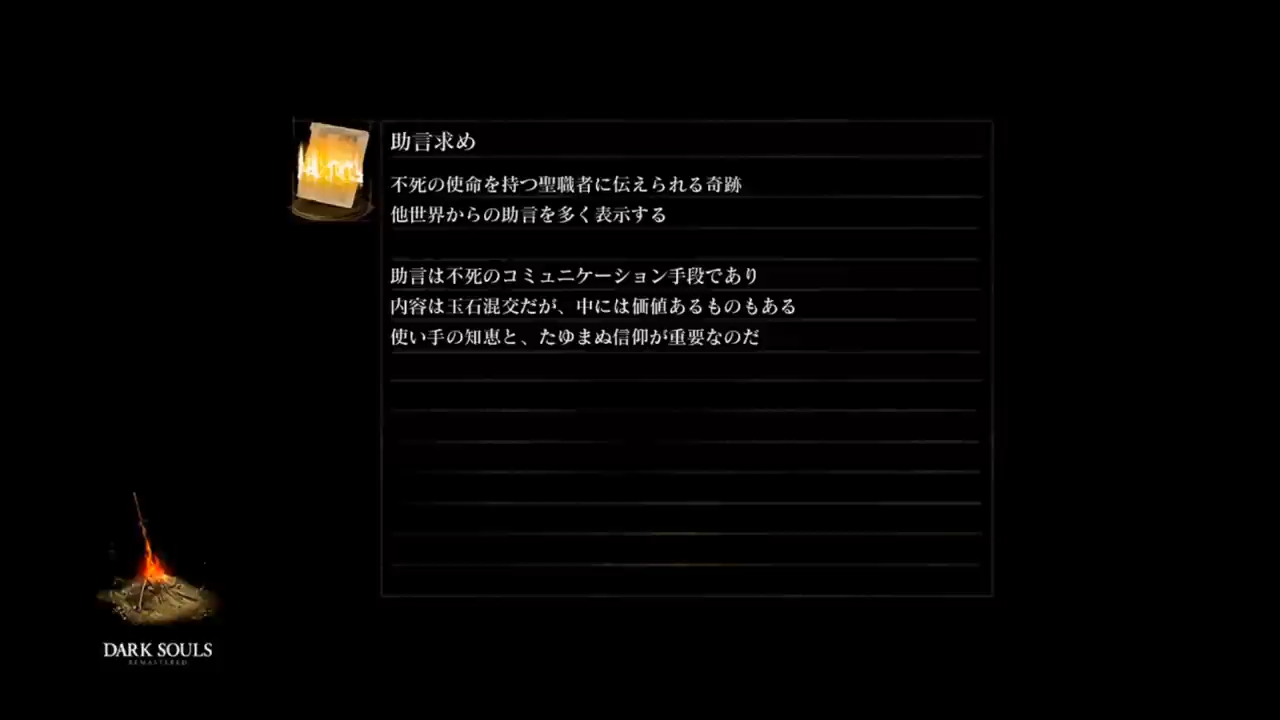 助言求め
不死の使命を持つ聖職者に伝えられる奇跡
他世界からの助言を多く表示する
助言は不死のコミュニケーション手段であり
内容は玉石混交だが、中には価値あるものもある
使い手の知恵と、たゆまぬ信仰が重要なのだ
DARK SOULS
REMASTERED